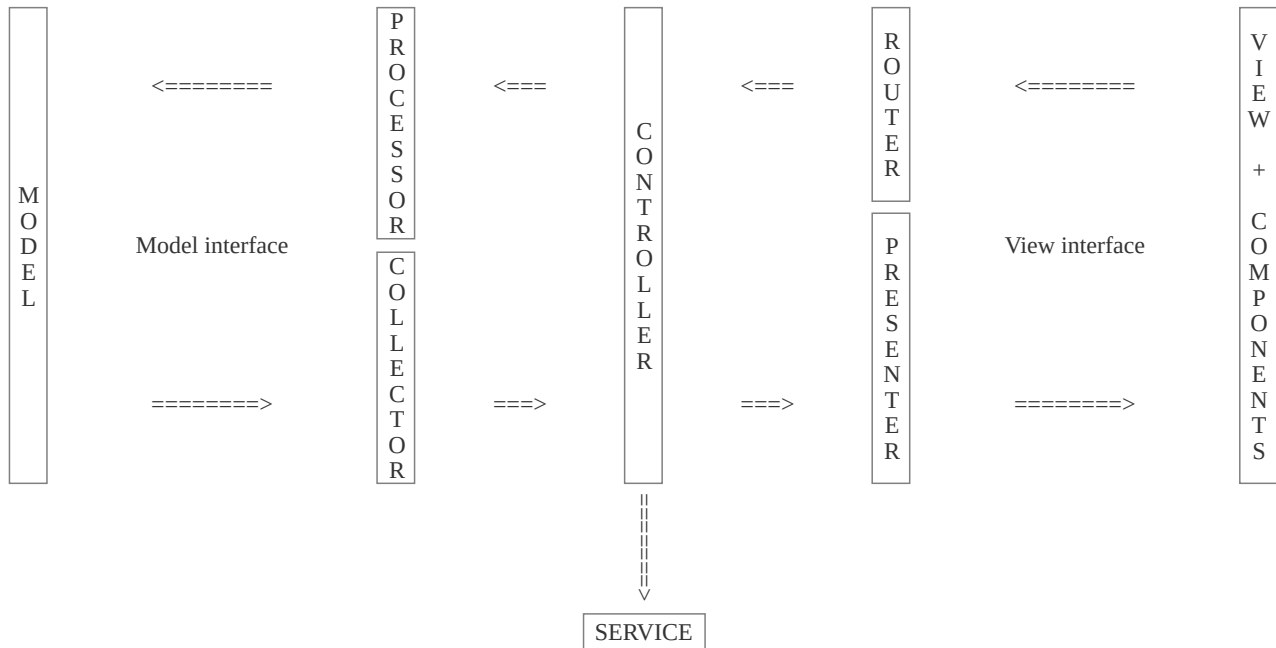 MODEL
PROCESSOR
COLLECTOR
CONTROLLER
ROUTER
PRESENTER
VIEW + COMPONENTS
<========
<===
<===
<========
Model interface
View interface
========>
===>
===>
========>
SERVICE